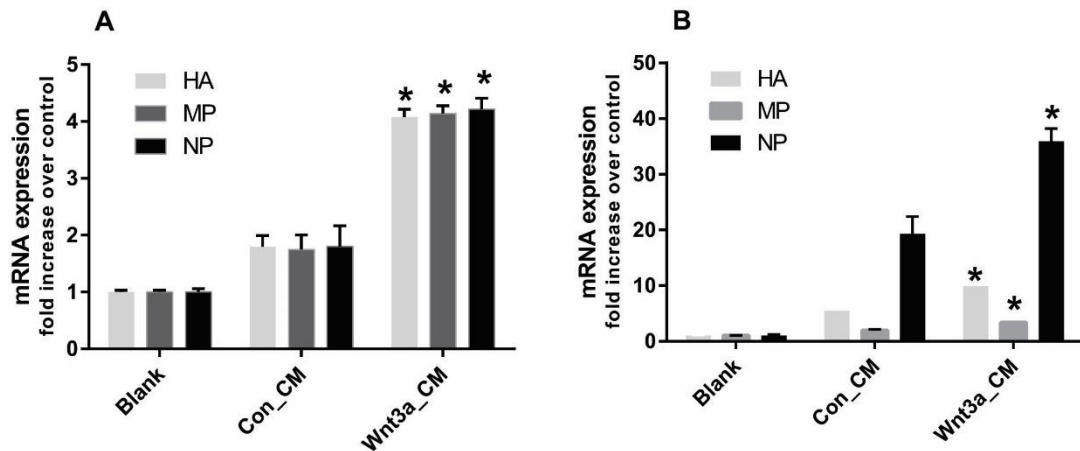 A
mRNA expression
fold increase over control
5
4
3
2
1
0
HA
MP
NP
* * *
Blank
Con_CM
Wnt3a_CM
B
mRNA expression
fold increase over control
50
40
30
20
10
0
HA
MP
NP
*
*
*
Blank
Con_CM
Wnt3a_CM